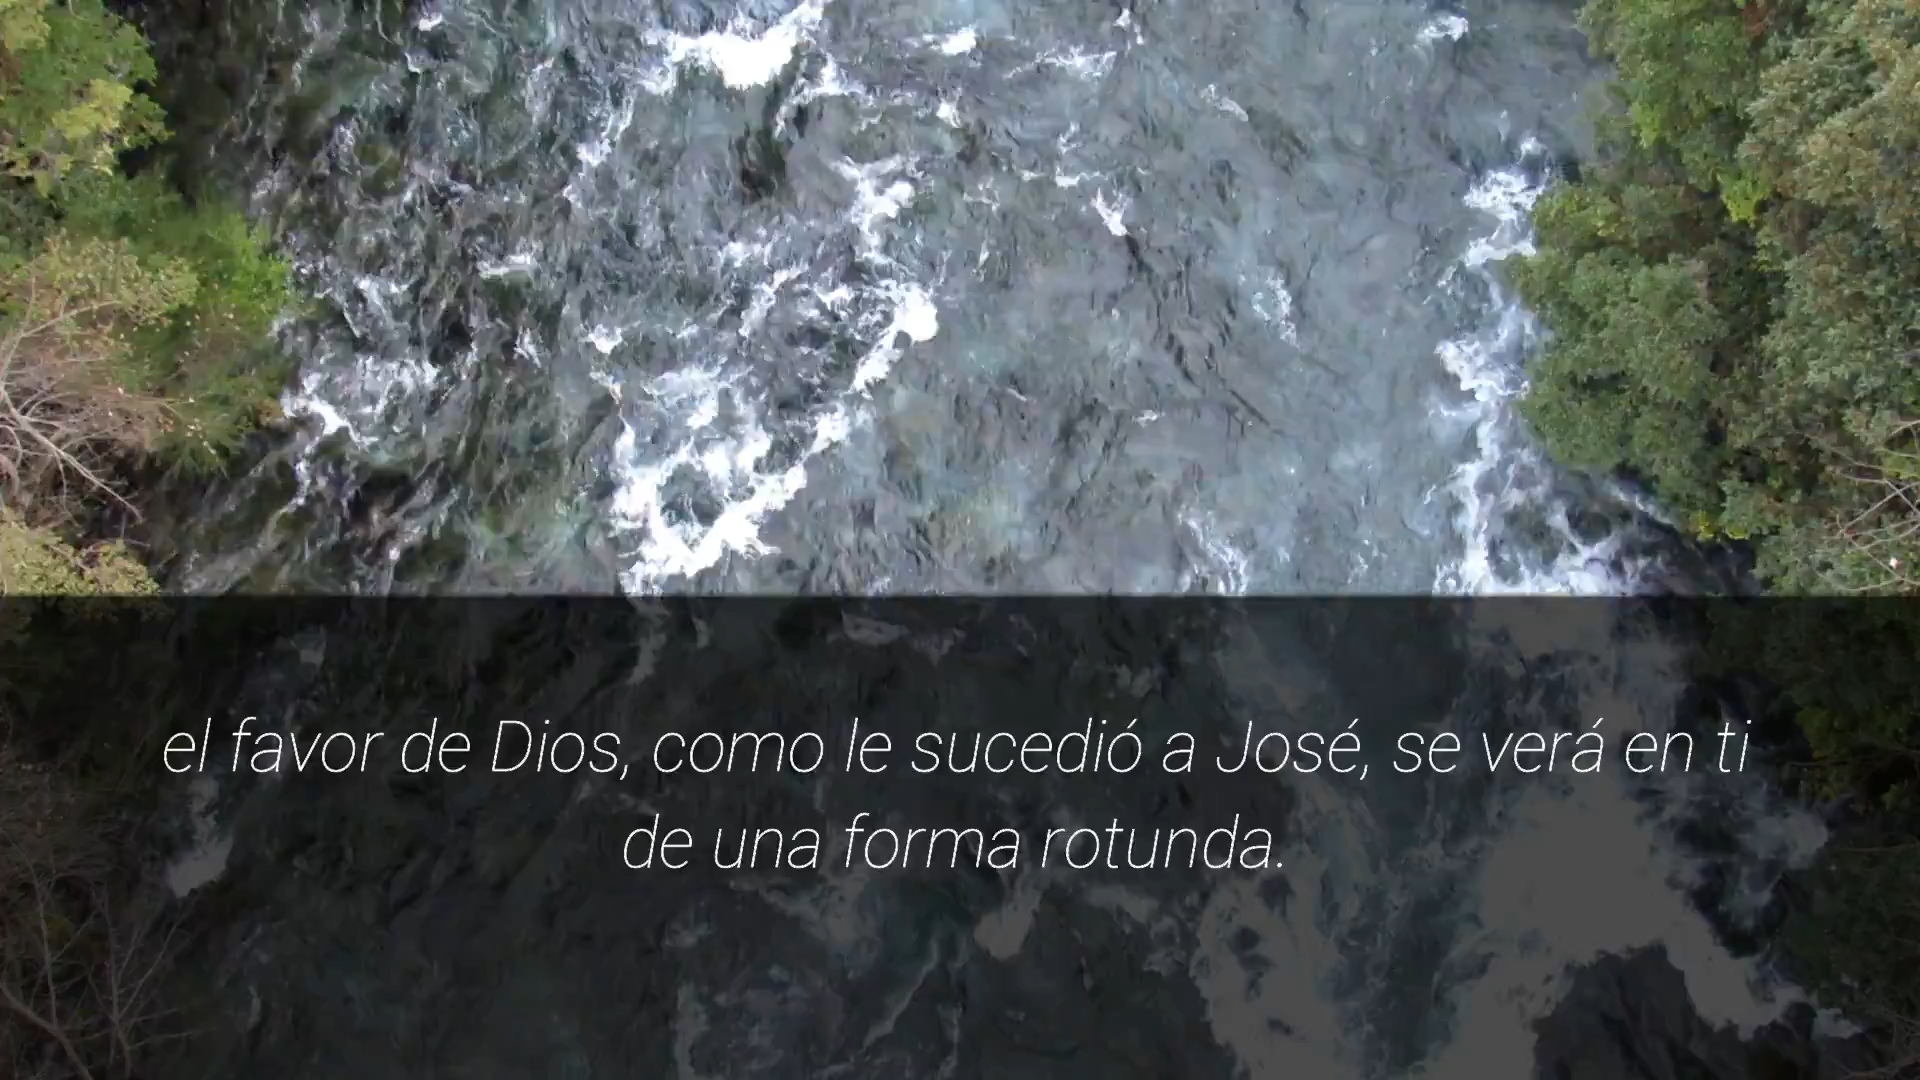 el favor de Dios, como le sucedió a José, se verá en ti
de una forma rotunda.